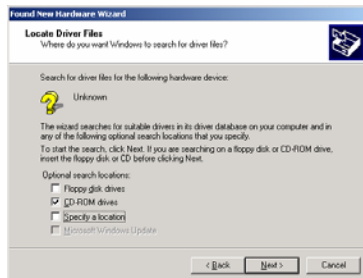 Found New Hardware Wizard
Locate Driver Files
Where do you want Windows to search for driver files?
Search for driver files for the following hardware device:
Unknown
The wizard searches for suitable drivers in its driver database on your computer and in
any of the following optional search locations that you specify.
To start the search, click Next. If you are searching on a floppy disk or CD-ROM drive,
insert the floppy disk or CD before clicking Next.
Optional search locations:
Floppy disk drives
CD-ROM drives
Specify a location
Microsoft Windows Update
< Back
Next >
Cancel